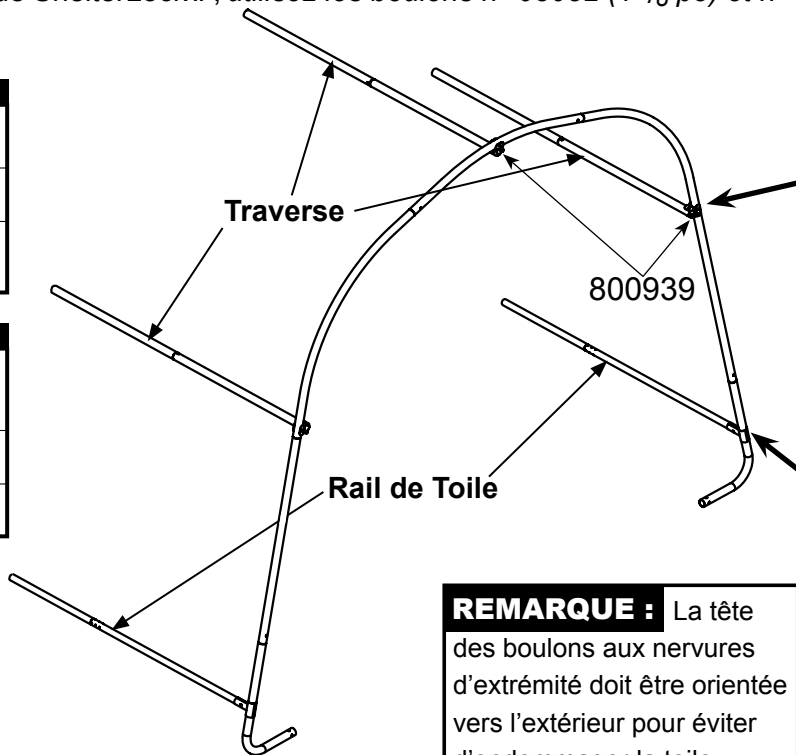 Traverse
800939
Rail de Toile
REMARQUE : La tête
des boulons aux nervures
d'extrémité doit être orientée
vers l'extérieur pour éviter